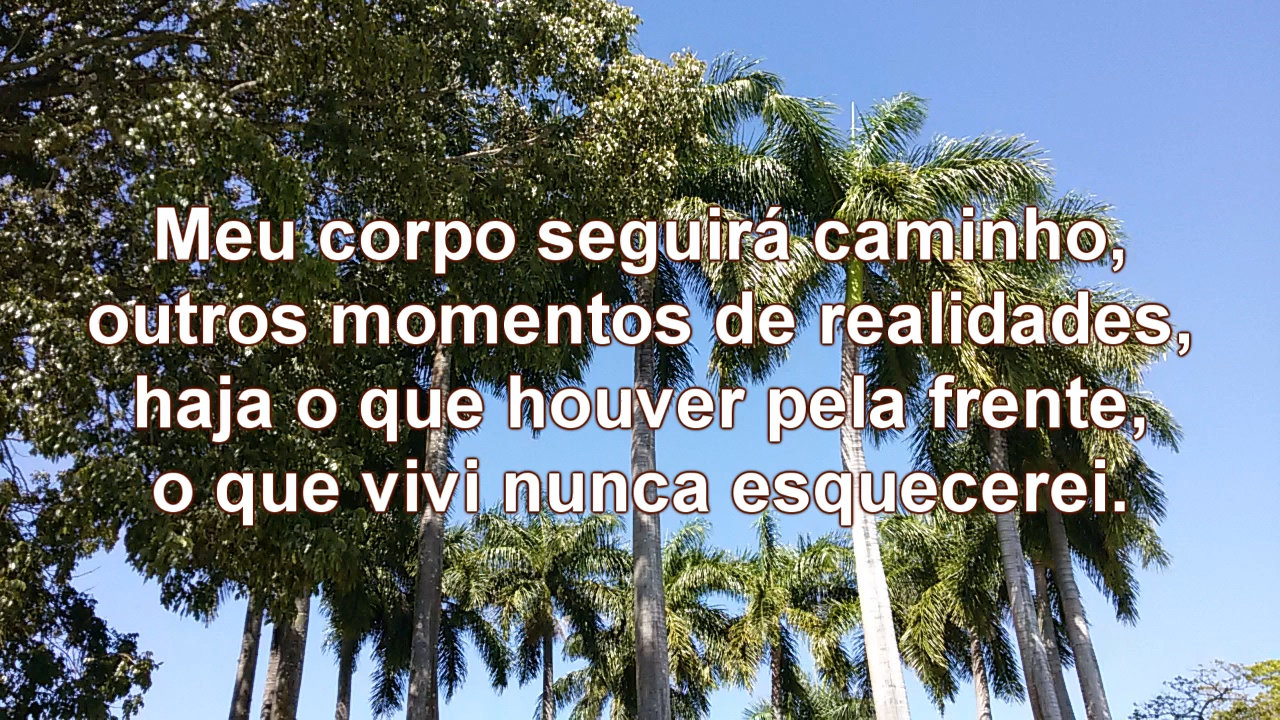 Meu corpo seguirá caminho,
outros momentos de realidades,
haja o que houver pela frente,
o que vivi nunca esquecerei.